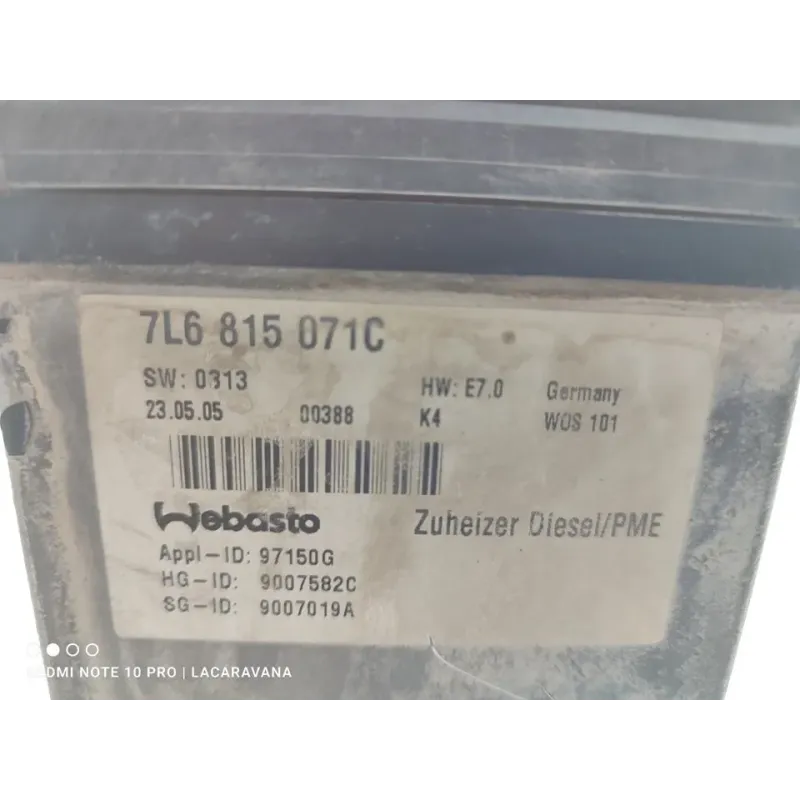 7L6 815 071C
SW: 0313
HW: E7.0
Germany
23.05.05
00388
K4
WOS 101
Webasto
Zuheizer Diesel/PME
Appl-ID: 97150G
HG-ID: 9007582C
SG-ID: 9007019A
REDMI NOTE 10 PRO | LACARAVANA